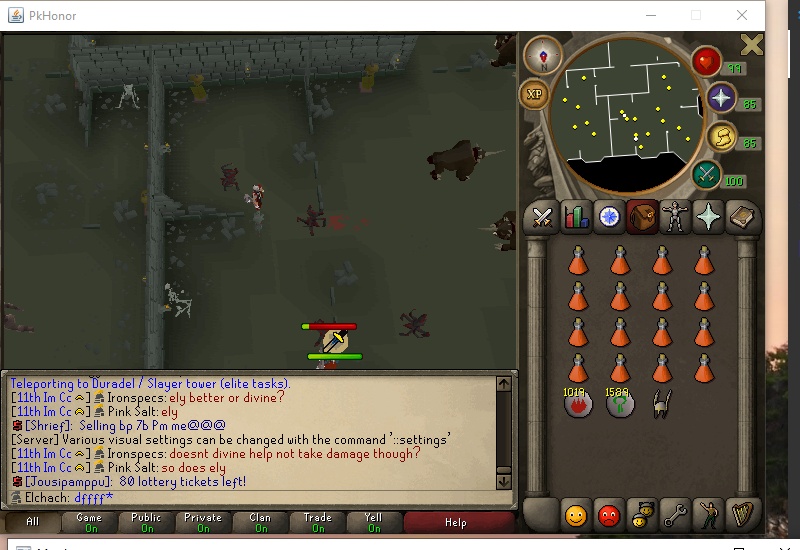 PkHonor
N
XP
99
85
85
100
1019
1589
Teleporting to Duradel / Slayer tower (elite tasks).
[11th Im Cc] Ironspecs: ely better or divine?
[11th Im Cc] Pink Salt: ely
[Shrief]: Selling bp 7b Pm me@@@
[Server] Various visual settings can be changed with the command '::settings'
[11th Im Cc] Ironspecs: doesnt divine help not take damage though?
[11th Im Cc] Pink Salt: so does ely
[Jousipamppu]: 80 lottery tickets left!
Elchach: dffff*
All Game On Public On Private On Clan On Trade On Yell On Help